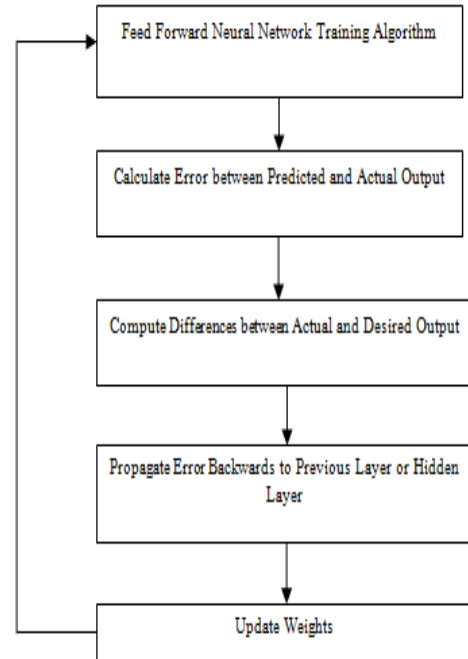 Feed Forward Neural Network Training Algorithm
Calculate Error between Predicted and Actual Output
Compute Differences between Actual and Desired Output
Propagate Error Backwards to Previous Layer or Hidden
Layer
Update Weights